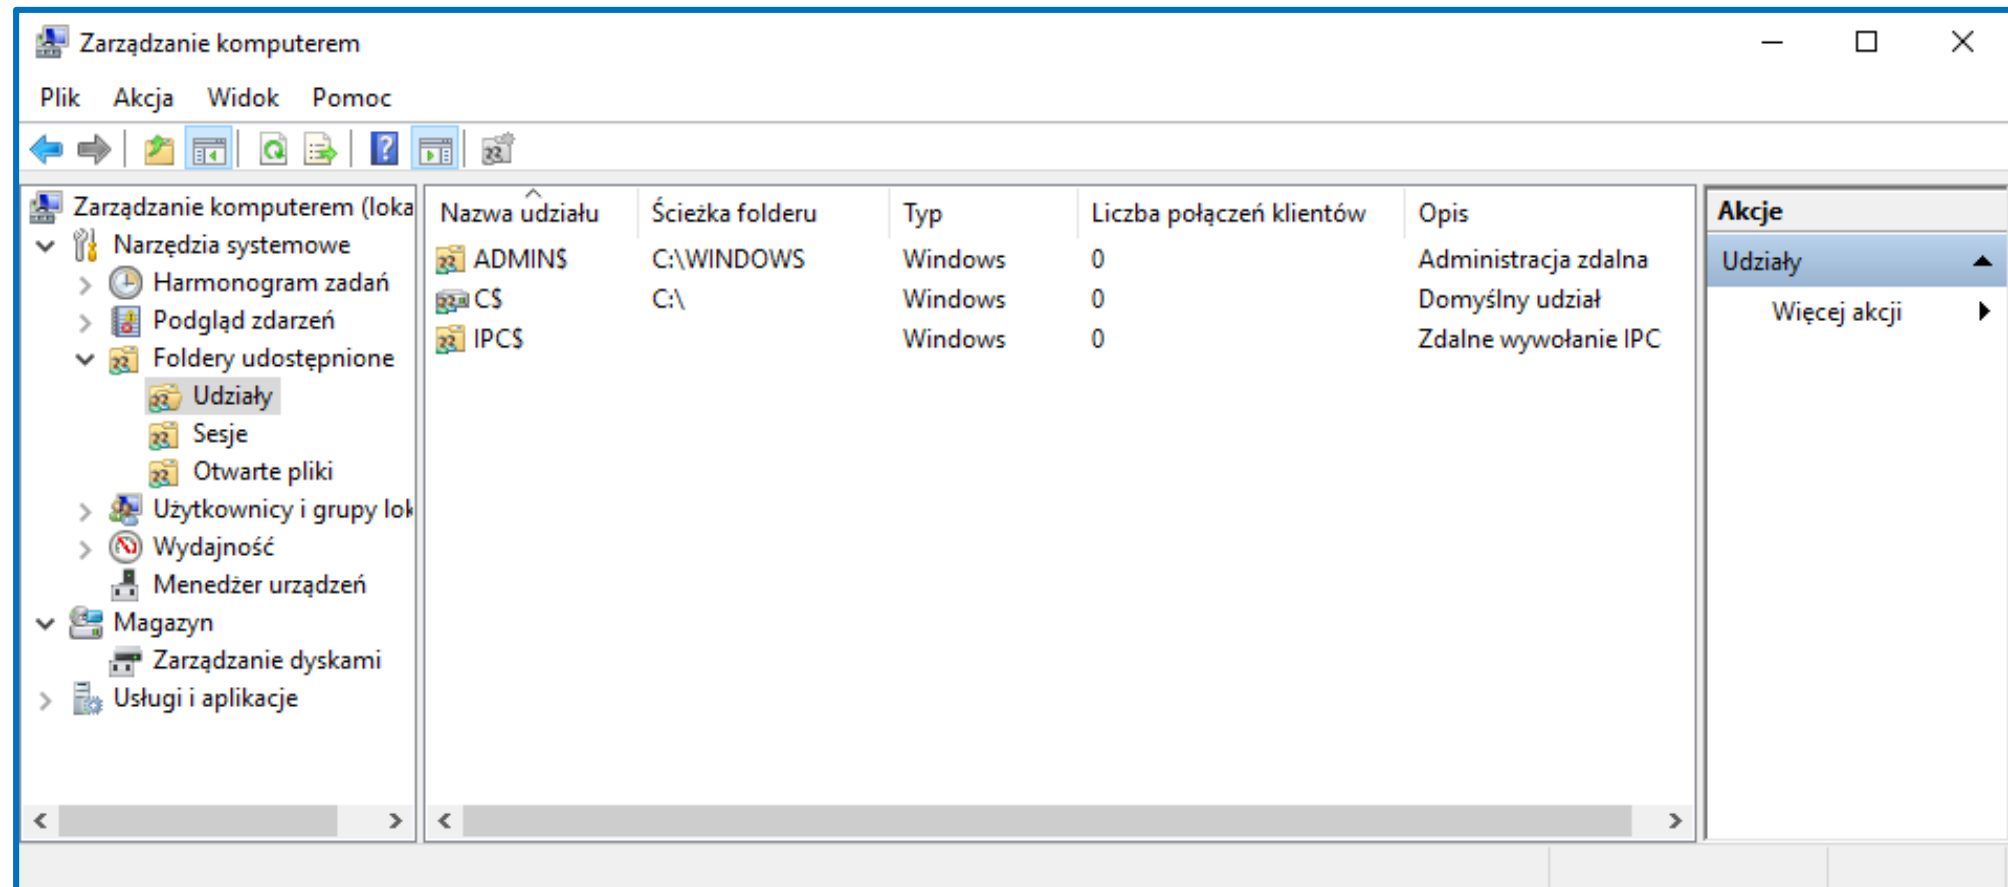 Zarządzanie komputerem
Plik Akcja Widok Pomoc
Zarządzanie komputerem (loka
Narzędzia systemowe
Harmonogram zadań
Podgląd zdarzeń
Foldery udostępnione
Udziały
Sesje
Otwarte pliki
Użytkownicy i grupy lok
Wydajność
Menedżer urządzeń
Magazyn
Zarządzanie dyskami
Usługi i aplikacje
Nazwa udziału Ścieżka folderu Typ Liczba połączeń klientów Opis
ADMIN$ C:\WINDOWS Windows 0 Administracja zdalna
C$ C:\ Windows 0 Domyślny udział
IPC$ Windows 0 Zdalne wywołanie IPC
Akcje
Udziały
Więcej akcji